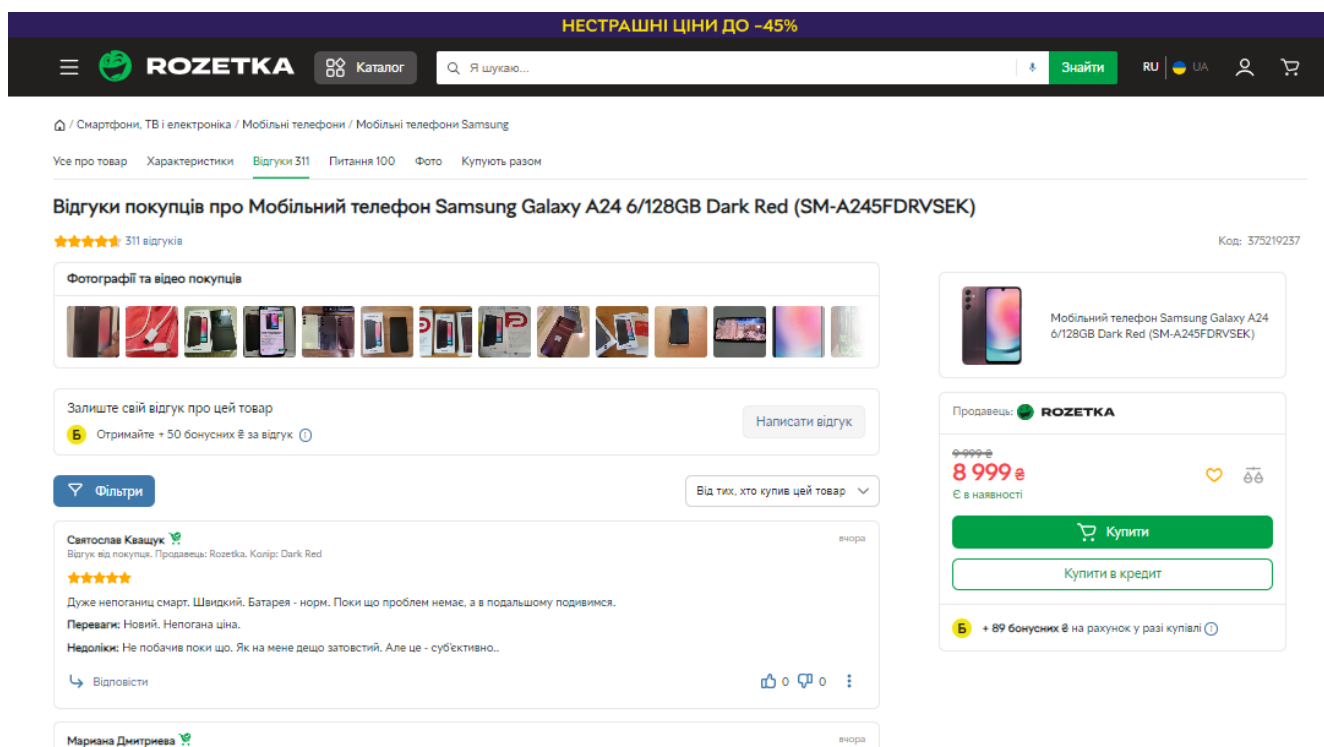 НЕСТРАШНІ ЦІНИ ДО -45%
ROZETKA Каталог Я шукаю... Знайти RU UA
/ Смартфони, ТВ і електроніка / Мобільні телефони / Мобільні телефони Samsung
Усе про товар Характеристики Відгуки 311 Питання 100 Фото Купують разом
Відгуки покупців про Мобільний телефон Samsung Galaxy A24 6/128GB Dark Red (SM-A245FDRVSEK)
311 відгуків
Код: 375219237
Фотографії та відео покупців
Залиште свій відгук про цей товар
Б Отримайте + 50 бонусних ₴ за відгук
Написати відгук
Фільтри
Від тих, хто купив цей товар
Святослав Кващук
вчора
Відгук від покупця. Продавець: Rozetka. Колір: Dark Red
Дуже непоганиц смарт. Швидкий. Батарея - норм. Поки що проблем немає, а в подальшому подивимся.
Переваги: Новий. Непогана ціна.
Недоліки: Не побачив поки що. Як на мене дещо затовстий. Але це - суб'єктивно..
Відповісти
0 0
Мариана Дмитриева
вчора
Мобільний телефон Samsung Galaxy A24
6/128GB Dark Red (SM-A245FDRVSEK)
Продавець: ROZETKA
9 999 ₴
8 999 ₴
Є в наявності
Купити
Купити в кредит
Б + 89 бонусних ₴ на рахунок у разі купівлі